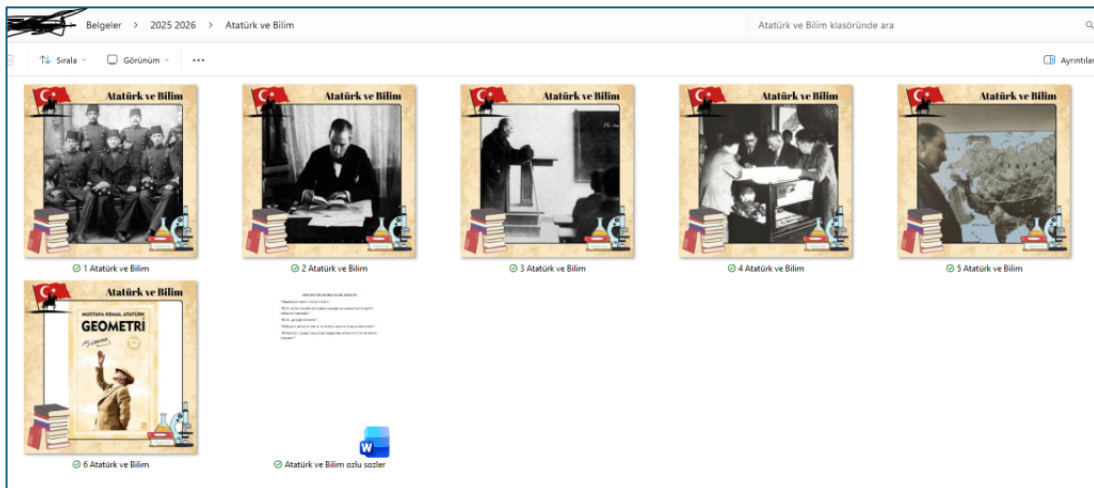 Belgeler > 2025 2026 > Atatürk ve Bilim
Atatürk ve Bilim klasöründe ara
Sırala
Görünüm
...
Ayrıntılar
Atatürk ve Bilim
Atatürk ve Bilim
Atatürk ve Bilim
Atatürk ve Bilim
Atatürk ve Bilim
1 Atatürk ve Bilim
2 Atatürk ve Bilim
3 Atatürk ve Bilim
4 Atatürk ve Bilim
5 Atatürk ve Bilim
Atatürk ve Bilim
MUSTAFA KEMAL ATATÜRK
GEOMETRİ
W
6 Atatürk ve Bilim
Atatürk ve Bilim ozlu sozler